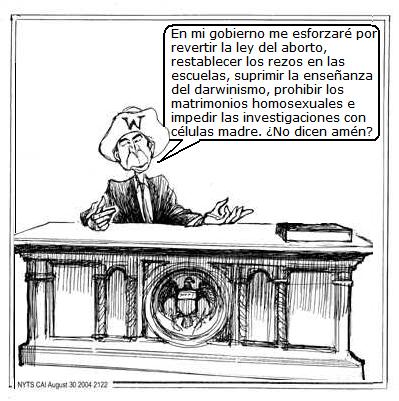 En mi gobierno me esforzaré por
revertir la ley del aborto,
restablecer los rezos en las
escuelas, suprimir la enseñanza
del darwinismo, prohibir los
matrimonios homosexuales e
impedir las investigaciones con
células madre. ¿No dicen amén?
W
NYTS CAI August 30 2004 2122